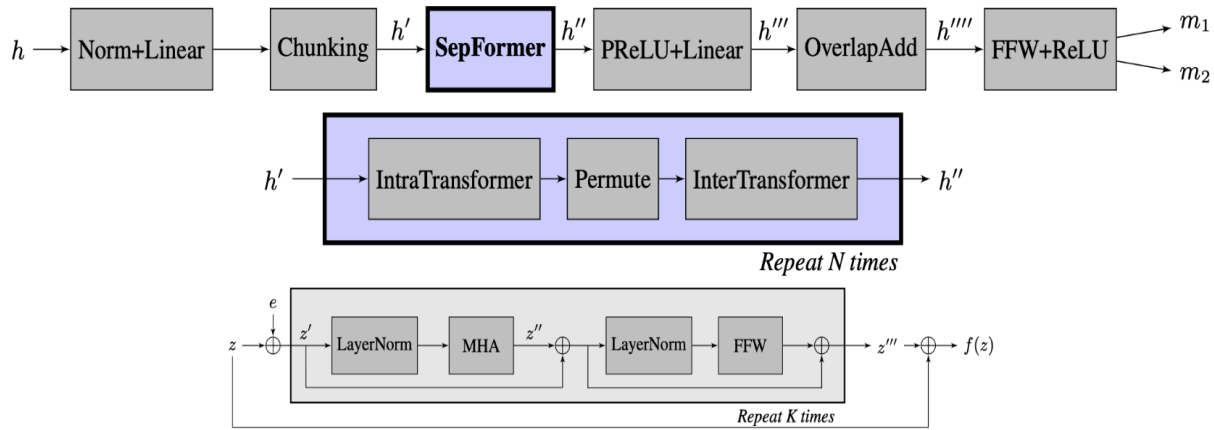 h Norm+Linear Chunking h′ SepFormer h′′ PReLU+Linear h′′′ OverlapAdd h′′′′ FFW+ReLU m₁
m₂
h′ IntraTransformer Permute InterTransformer h′′
Repeat N times
e
z z′ LayerNorm MHA z′′ LayerNorm FFW z′′′ f(z)
Repeat K times